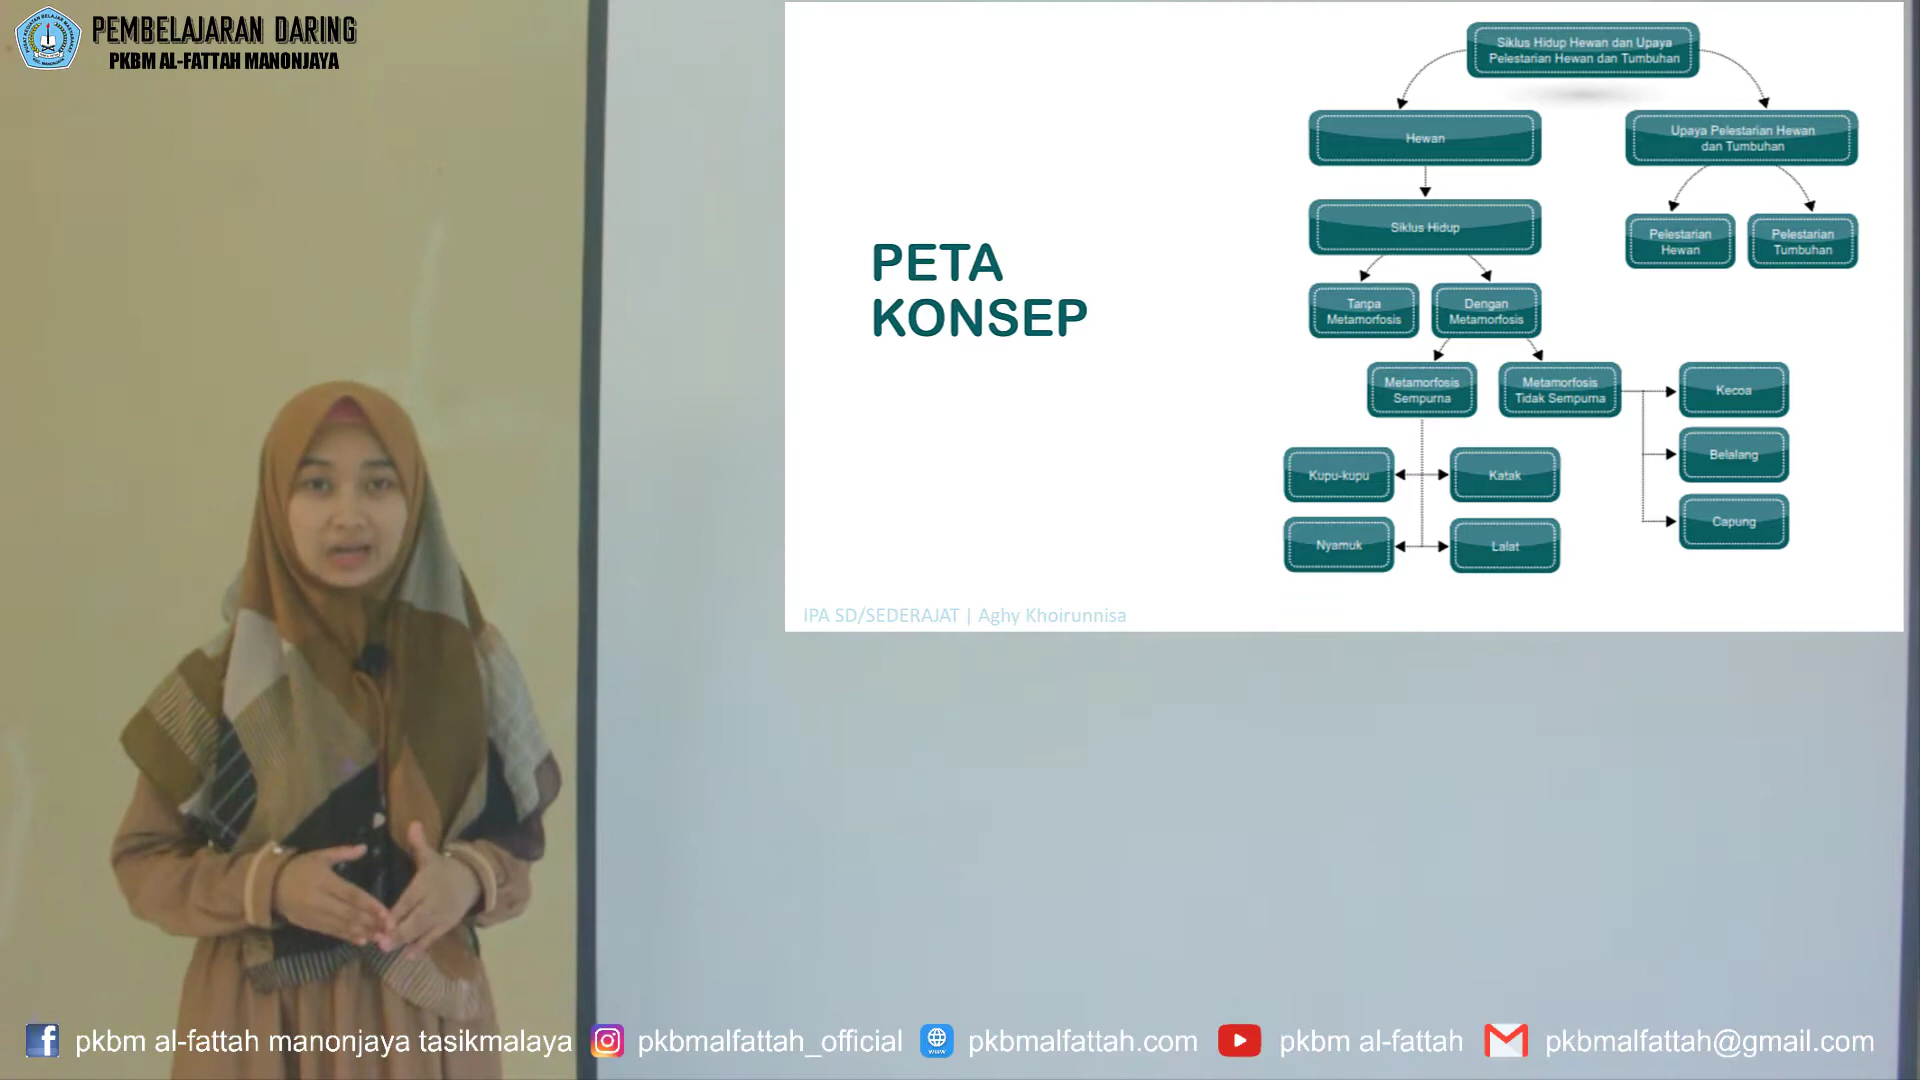 PEMBELAJARAN DARING
PKBM AL-FATTAH MANONJAYA
PETA
KONSEP
Siklus Hidup Hewan dan Upaya
Pelestarian Hewan dan Tumbuhan
Hewan
Upaya Pelestarian Hewan
dan Tumbuhan
Siklus Hidup
Pelestarian
Hewan
Pelestarian
Tumbuhan
Tanpa
Metamorfosis
Dengan
Metamorfosis
Metamorfosis
Sempurna
Metamorfosis
Tidak Sempurna
Kecoa
Belalang
Capung
Kupu-kupu
Katak
Nyamuk
Lalat
IPA SD/SEDERAJAT | Aghy Khoirunnisa
pkbm al-fattah manonjaya tasikmalaya
pkbmalfattah_official
pkbmalfattah.com
pkbm al-fattah
pkbmalfattah@gmail.com